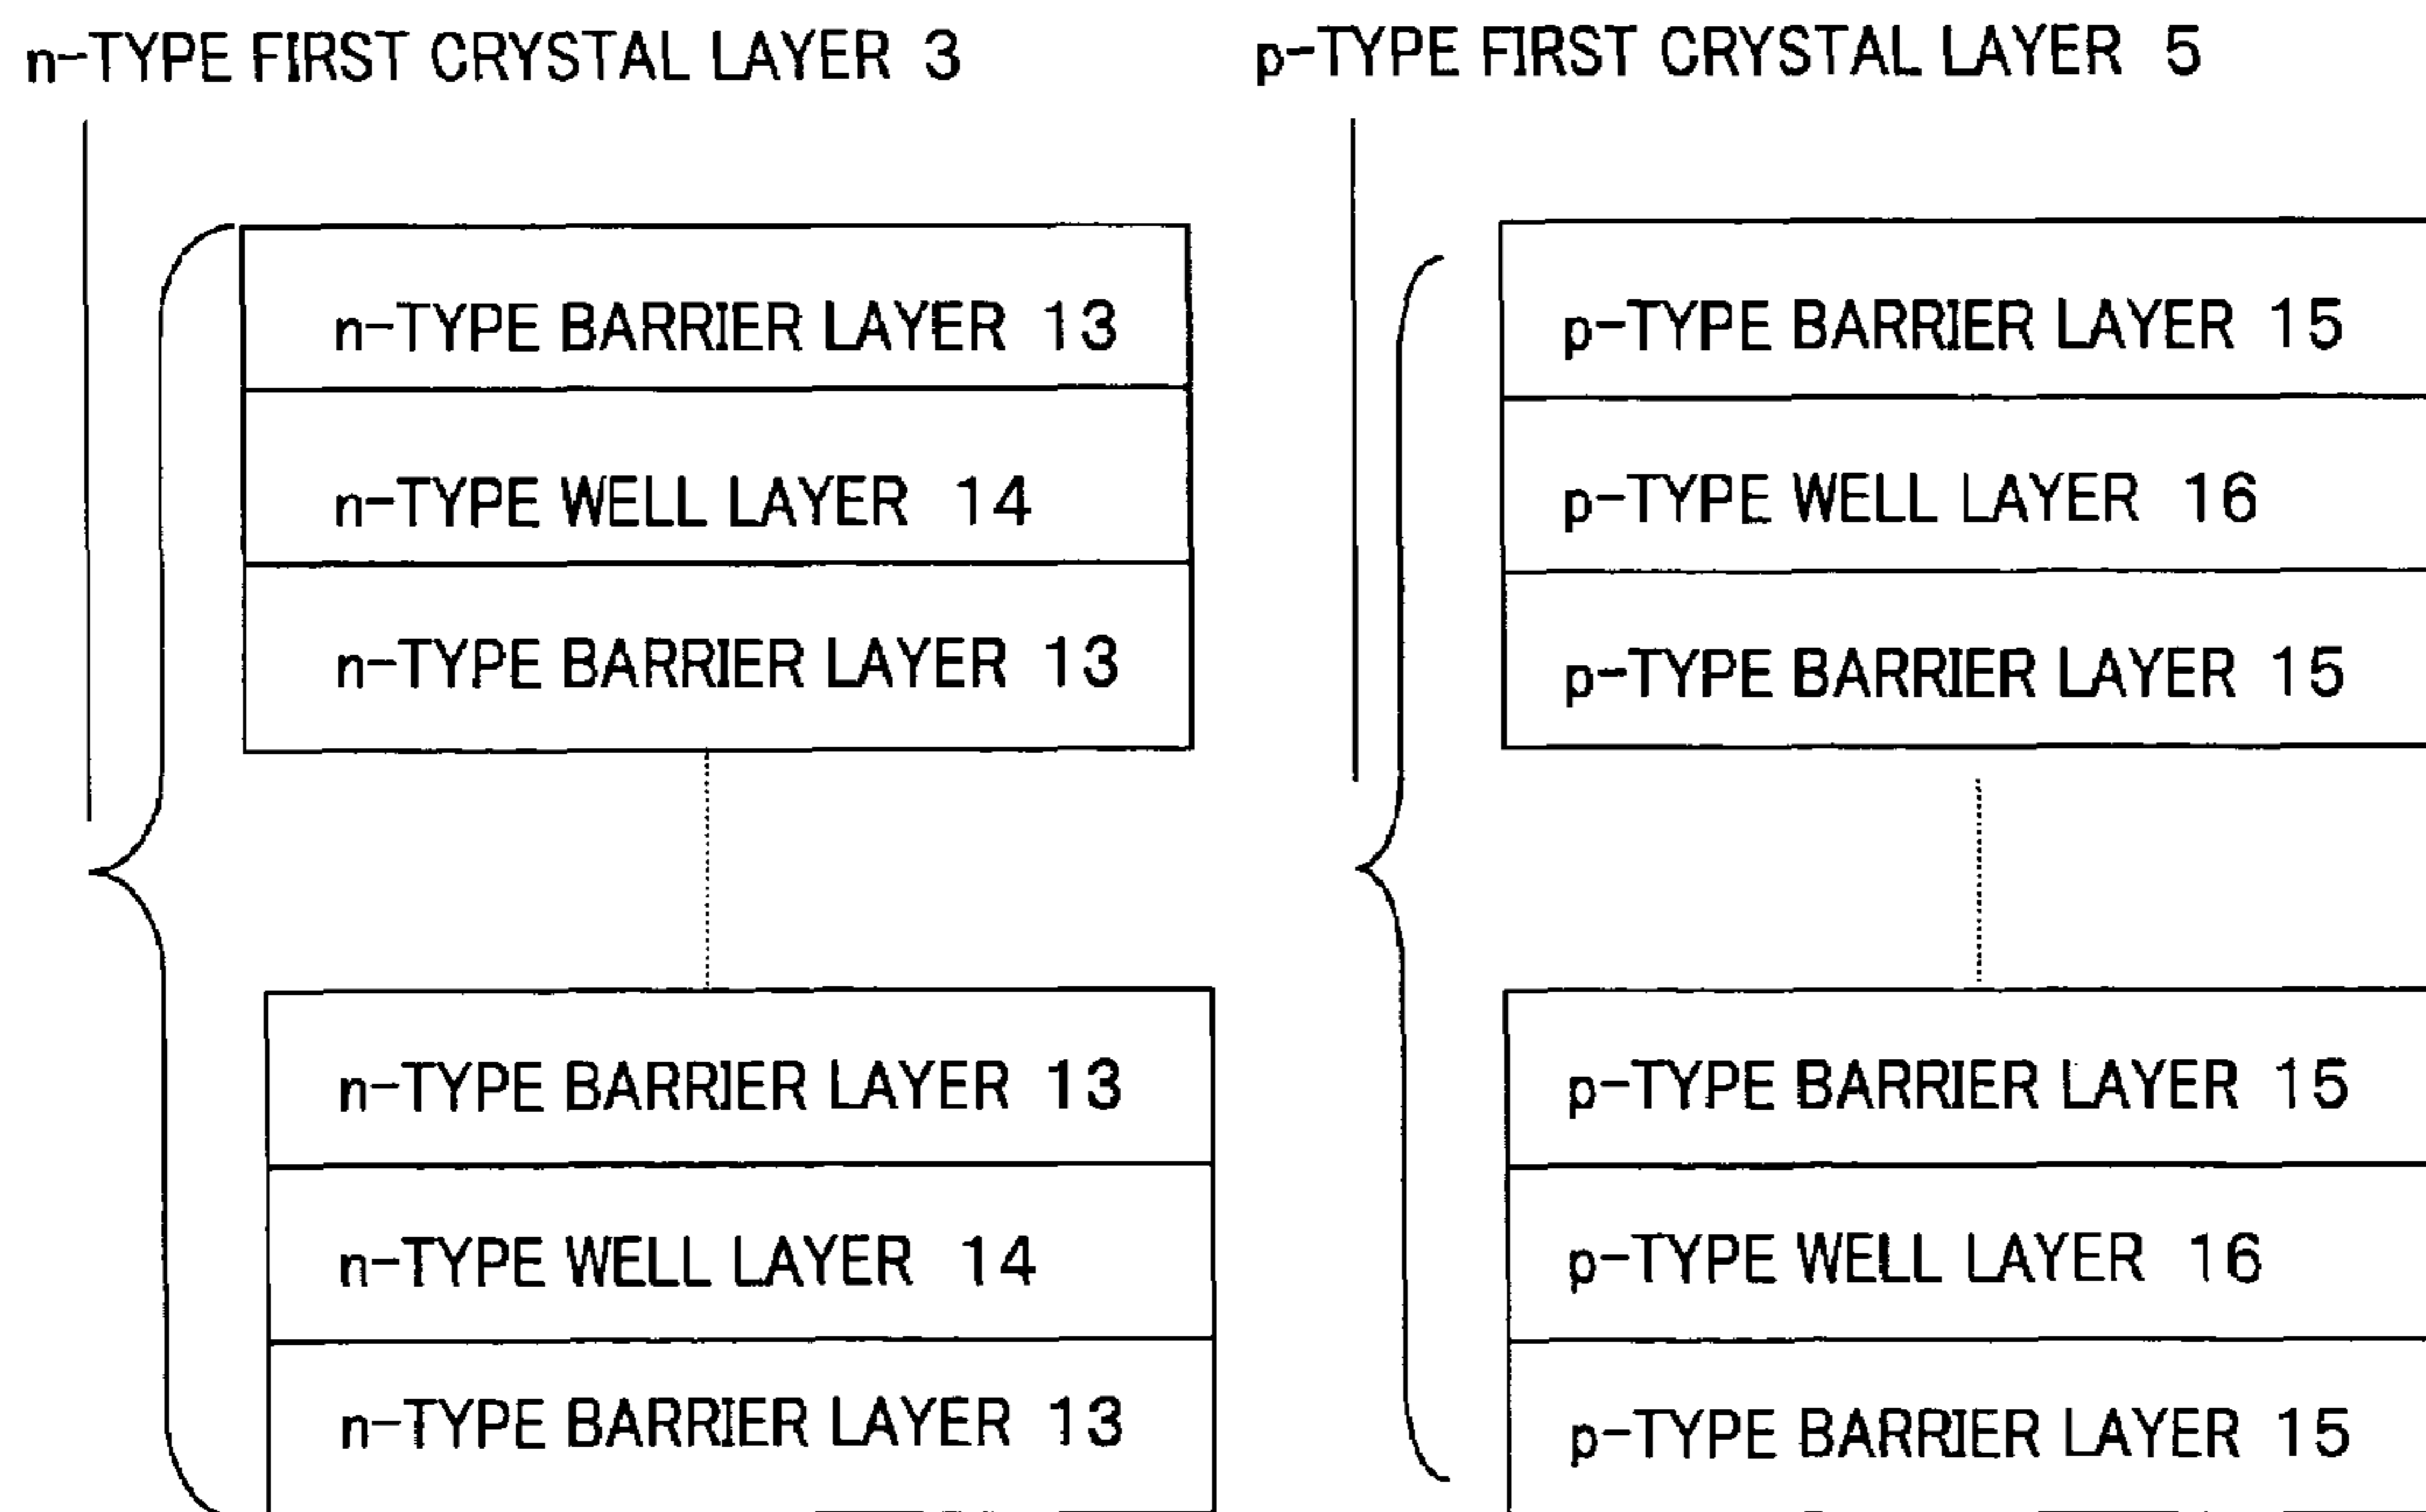 n-TYPE FIRST CRYSTAL LAYER 3
n-TYPE BARRIER LAYER 13
n-TYPE WELL LAYER 14
n-TYPE BARRIER LAYER 13
n-TYPE BARRIER LAYER 13
n-TYPE WELL LAYER 14
n-TYPE BARRIER LAYER 13
p-TYPE FIRST CRYSTAL LAYER 5
p-TYPE BARRIER LAYER 15
p-TYPE WELL LAYER 16
p-TYPE BARRIER LAYER 15
p-TYPE BARRIER LAYER 15
p-TYPE WELL LAYER 16
p-TYPE BARRIER LAYER 15